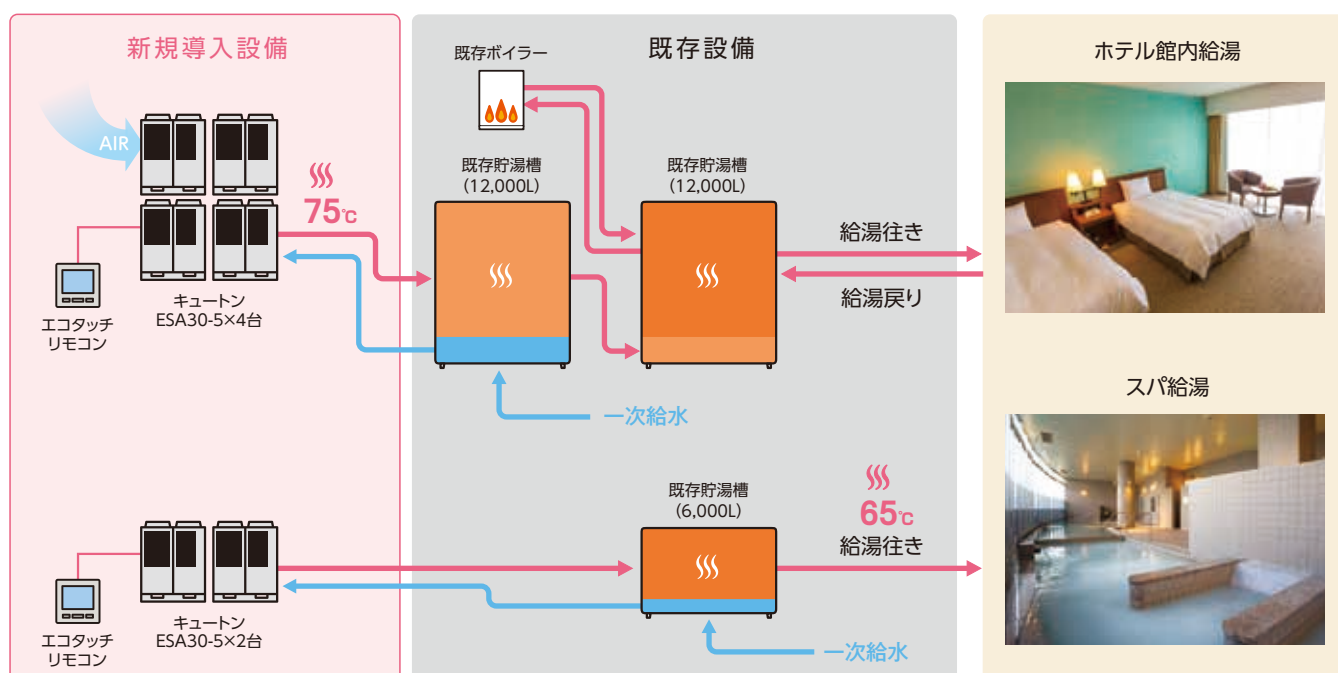 新規導入設備
AIR
75℃
エコタッチ
リモコン
キュートン
ESA30-5×4台
エコタッチ
リモコン
キュートン
ESA30-5×2台
既存設備
既存ボイラー
既存貯湯槽
(12,000L)
既存貯湯槽
(12,000L)
給湯往き
給湯戻り
一次給水
既存貯湯槽
(6,000L)
65℃
給湯往き
一次給水
ホテル館内給湯
スパ給湯